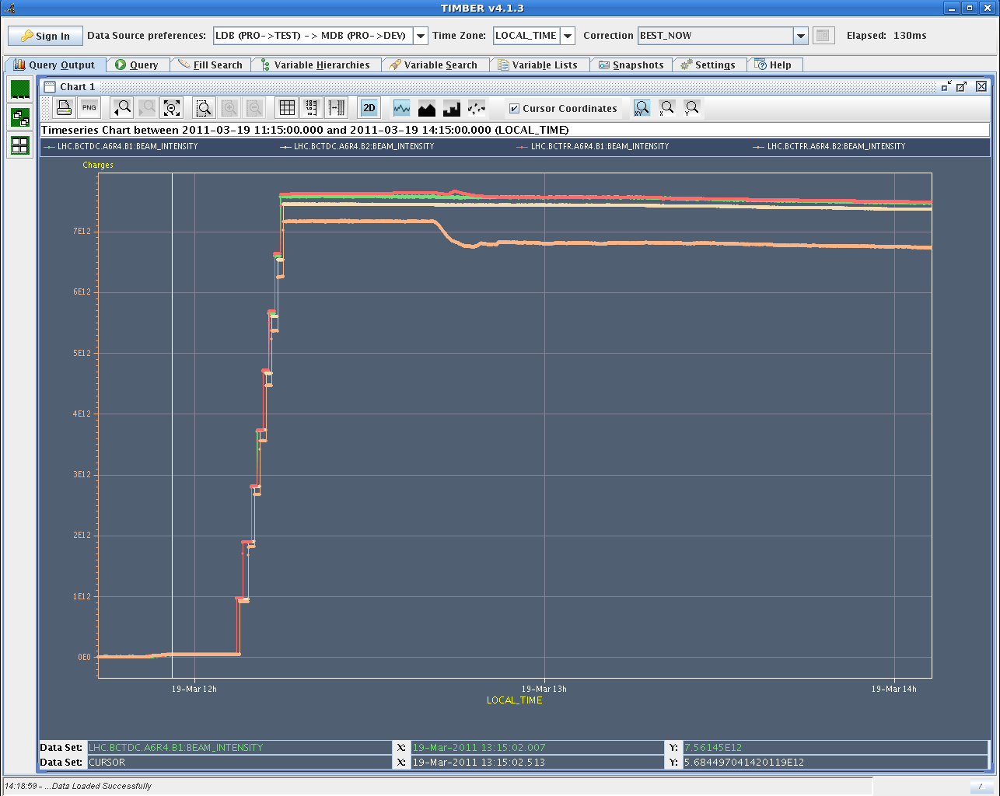 TIMBER v4.1.3
Sign In Data Source preferences: LDB (PRO->TEST) -> MDB (PRO->DEV) Time Zone: LOCAL_TIME Correction BEST_NOW Elapsed: 130ms
Query Output Query Fill Search Variable Hierarchies Variable Search Variable Lists Snapshots Settings Help
Chart 1
PNG 2D Cursor Coordinates XY X Y
Timeseries Chart between 2011-03-19 11:15:00.000 and 2011-03-19 14:15:00.000 (LOCAL_TIME)
LHC.BCTDC.A6R4.B1:BEAM_INTENSITY LHC.BCTDC.A6R4.B2:BEAM_INTENSITY LHC.BCTFR.A6R4.B1:BEAM_INTENSITY LHC.BCTFR.A6R4.B2:BEAM_INTENSITY
Charges
7E12
6E12
5E12
4E12
3E12
2E12
1E12
0E0
19-Mar 12h 19-Mar 13h 19-Mar 14h
LOCAL_TIME
Data Set: LHC.BCTDC.A6R4.B1:BEAM_INTENSITY X: 19-Mar-2011 13:15:02.007 Y: 7.56145E12
Data Set: CURSOR X: 19-Mar-2011 13:15:02.513 Y: 5.684497041420119E12
14:18:59 - ...Data Loaded Successfully